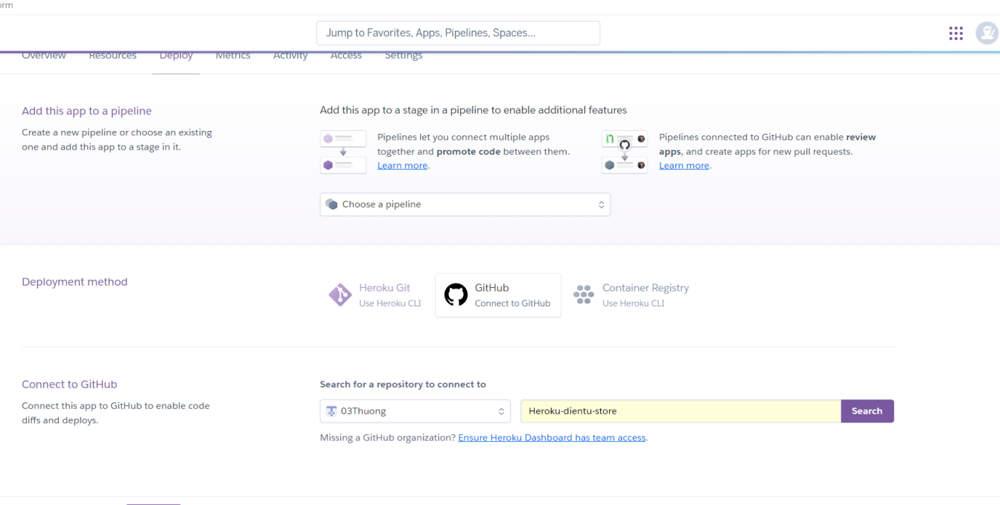 orm
Jump to Favorites, Apps, Pipelines, Spaces...
Overview Resources Deploy Metrics Activity Access Settings
Add this app to a pipeline
Create a new pipeline or choose an existing
one and add this app to a stage in it.
Add this app to a stage in a pipeline to enable additional features
Pipelines let you connect multiple apps
together and promote code between them.
Learn more.
Pipelines connected to GitHub can enable review
apps, and create apps for new pull requests.
Learn more.
Choose a pipeline
Deployment method
Heroku Git
Use Heroku CLI
GitHub
Connect to GitHub
Container Registry
Use Heroku CLI
Connect to GitHub
Connect this app to GitHub to enable code
diffs and deploys.
Search for a repository to connect to
03Thuong
Heroku-dientu-store
Search
Missing a GitHub organization? Ensure Heroku Dashboard has team access.